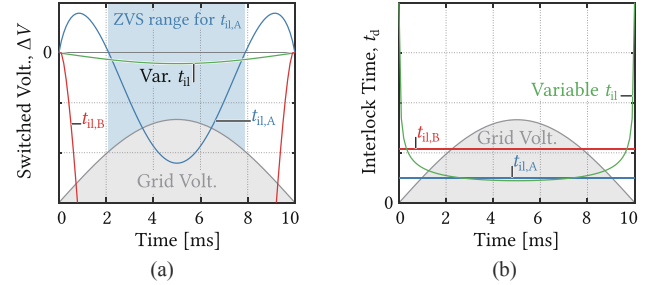 Switched Volt., ΔV
0
ZVS range for t_il,A
Var. t_il
t_il,B
t_il,A
Grid Volt.
0 2 4 6 8 10
Time [ms]
(a)
Interlock Time, t_d
0
Variable t_il
t_il,B
Grid Volt.
t_il,A
0 2 4 6 8 10
Time [ms]
(b)